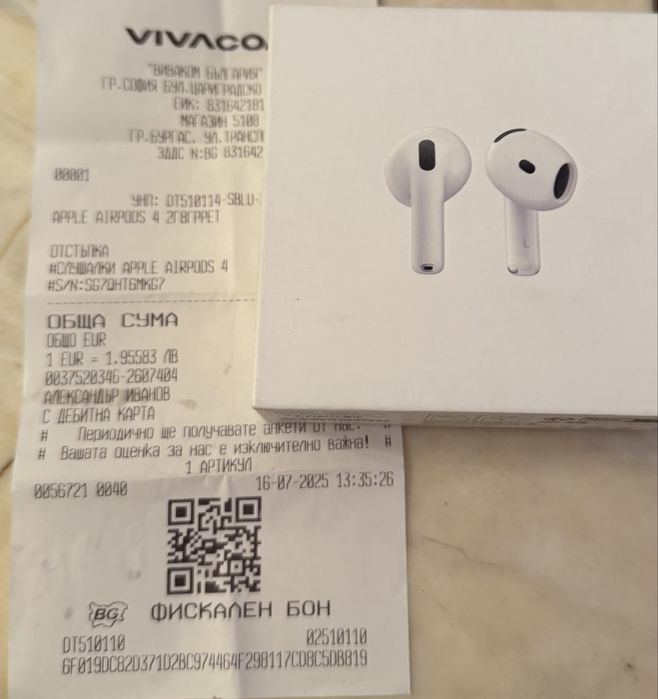 VIVACO
"ВИВАКОМ БЪЛГАРИЯ"
ГР.СОФИЯ БУЛ.ЦАРИГРАДСКО
ЕИК: 831642181
МАГАЗИН 5108
ГР.БУРГАС, УЛ.ТРАНСП
ЗДДС N:BG 831642
00001
УНП: DT510114-SBLU-
APPLE AIRPODS 4 2Г8ГРРЕТ
ОТСТЪПКА
#СЛУШАЛКИ APPLE AIRPODS 4
#S/N:SG7QHT6MKG7
ОБЩА СУМА
ОБЩО EUR
1 EUR = 1.95583 ЛВ
0037520346-2607404
АЛЕКСАНДЪР ИВАНОВ
С ДЕБИТНА КАРТА
# Периодично ще получавате анкети от нас. #
# Вашата оценка за нас е изключително важна! #
1 АРТИКУЛ
0056721 0040 16-07-2025 13:35:26
BG ФИСКАЛЕН БОН
DT510110 02510110
6F019DC82D371D2BC974464F298117CD8C5DB819
L